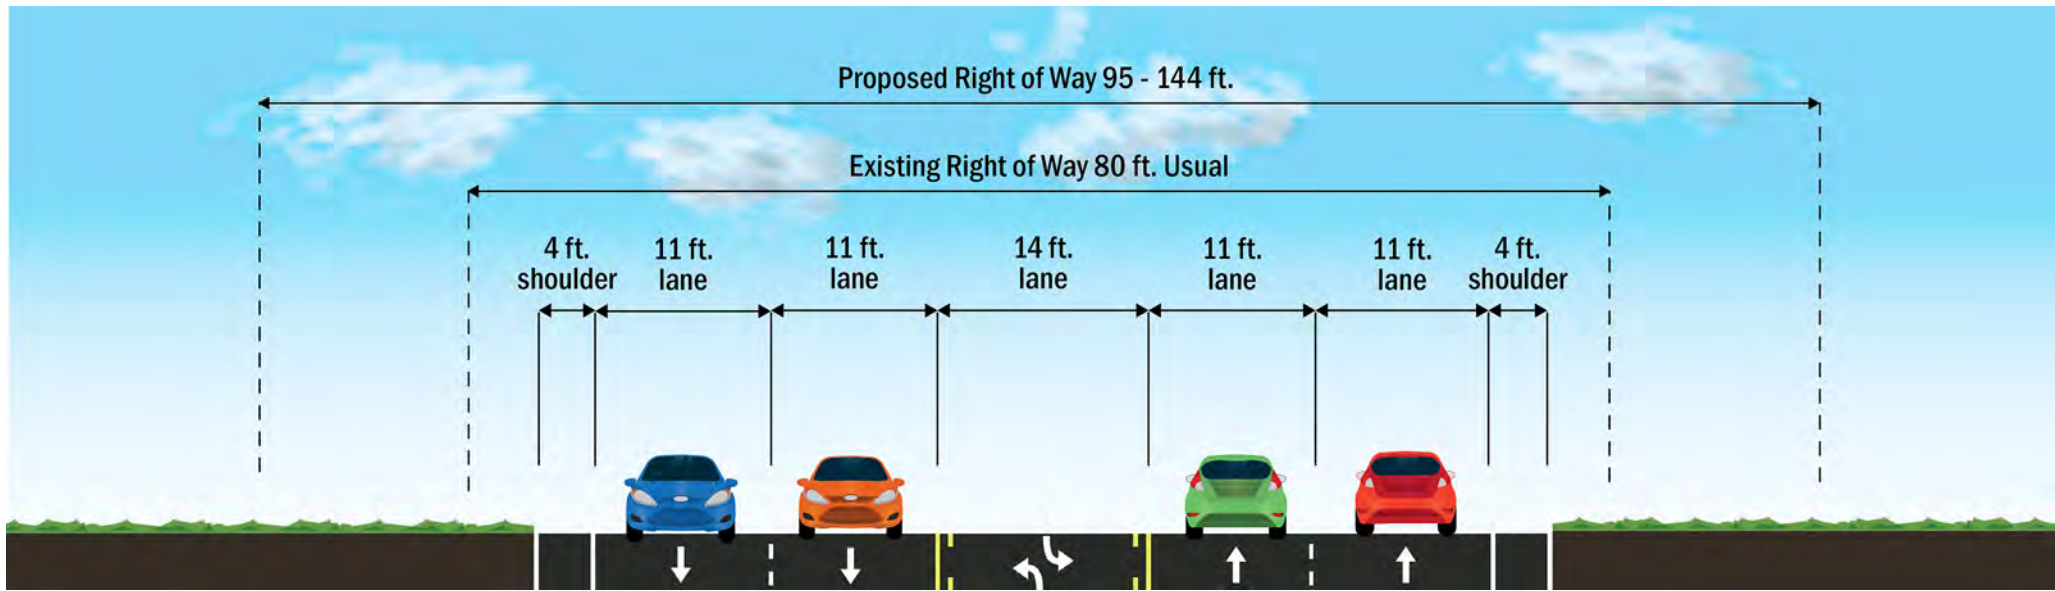 Proposed Right of Way 95 - 144 ft.
Existing Right of Way 80 ft. Usual
4 ft.
shoulder
11 ft.
lane
11 ft.
lane
14 ft.
lane
11 ft.
lane
11 ft.
lane
4 ft.
shoulder